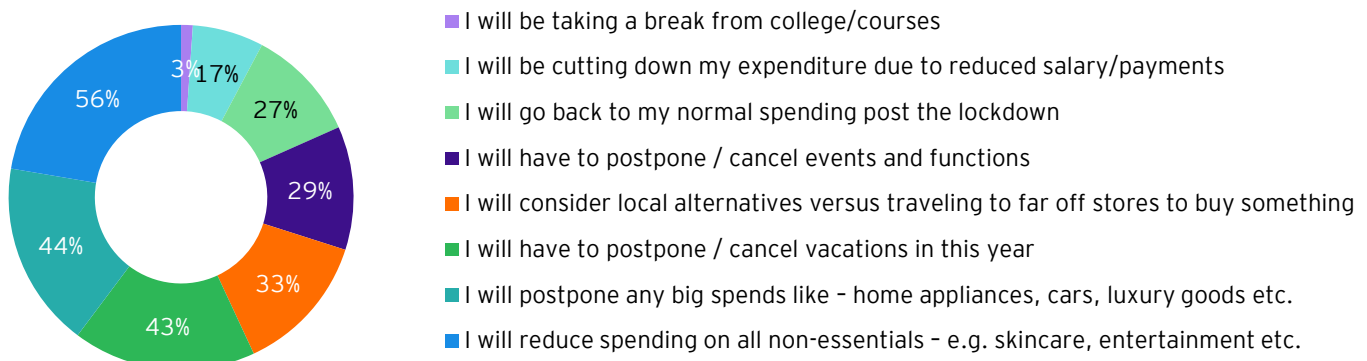 3%
17%
27%
29%
33%
43%
44%
56%
I will be taking a break from college/courses
I will be cutting down my expenditure due to reduced salary/payments
I will go back to my normal spending post the lockdown
I will have to postpone / cancel events and functions
I will consider local alternatives versus traveling to far off stores to buy something
I will have to postpone / cancel vacations in this year
I will postpone any big spends like – home appliances, cars, luxury goods etc.
I will reduce spending on all non-essentials – e.g. skincare, entertainment etc.